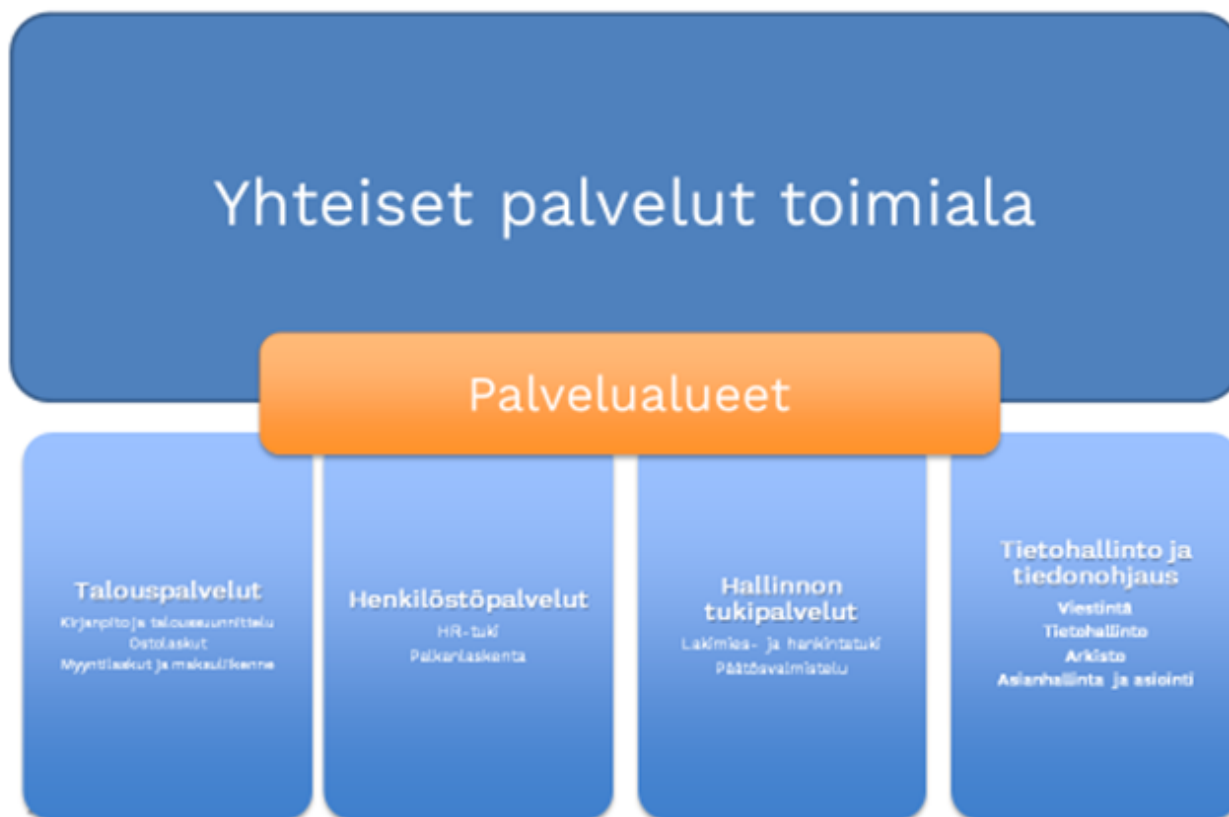 Yhteiset palvelut toimiala
Palvelualueet
Talouspalvelut
Kirjanpito ja taloussuunnittelu
Ostolaskut
Myyntilaskut ja maksuliikenne
Henkilöstöpalvelut
HR-tuki
Palkanlaskenta
Hallinnon
tukipalvelut
Lakimies- ja hankintatuki
Päätösvalmistelu
Tietohallinto ja
tiedonohjaus
Viestintä
Tietohallinto
Arkisto
Asianhallinta ja asiointi